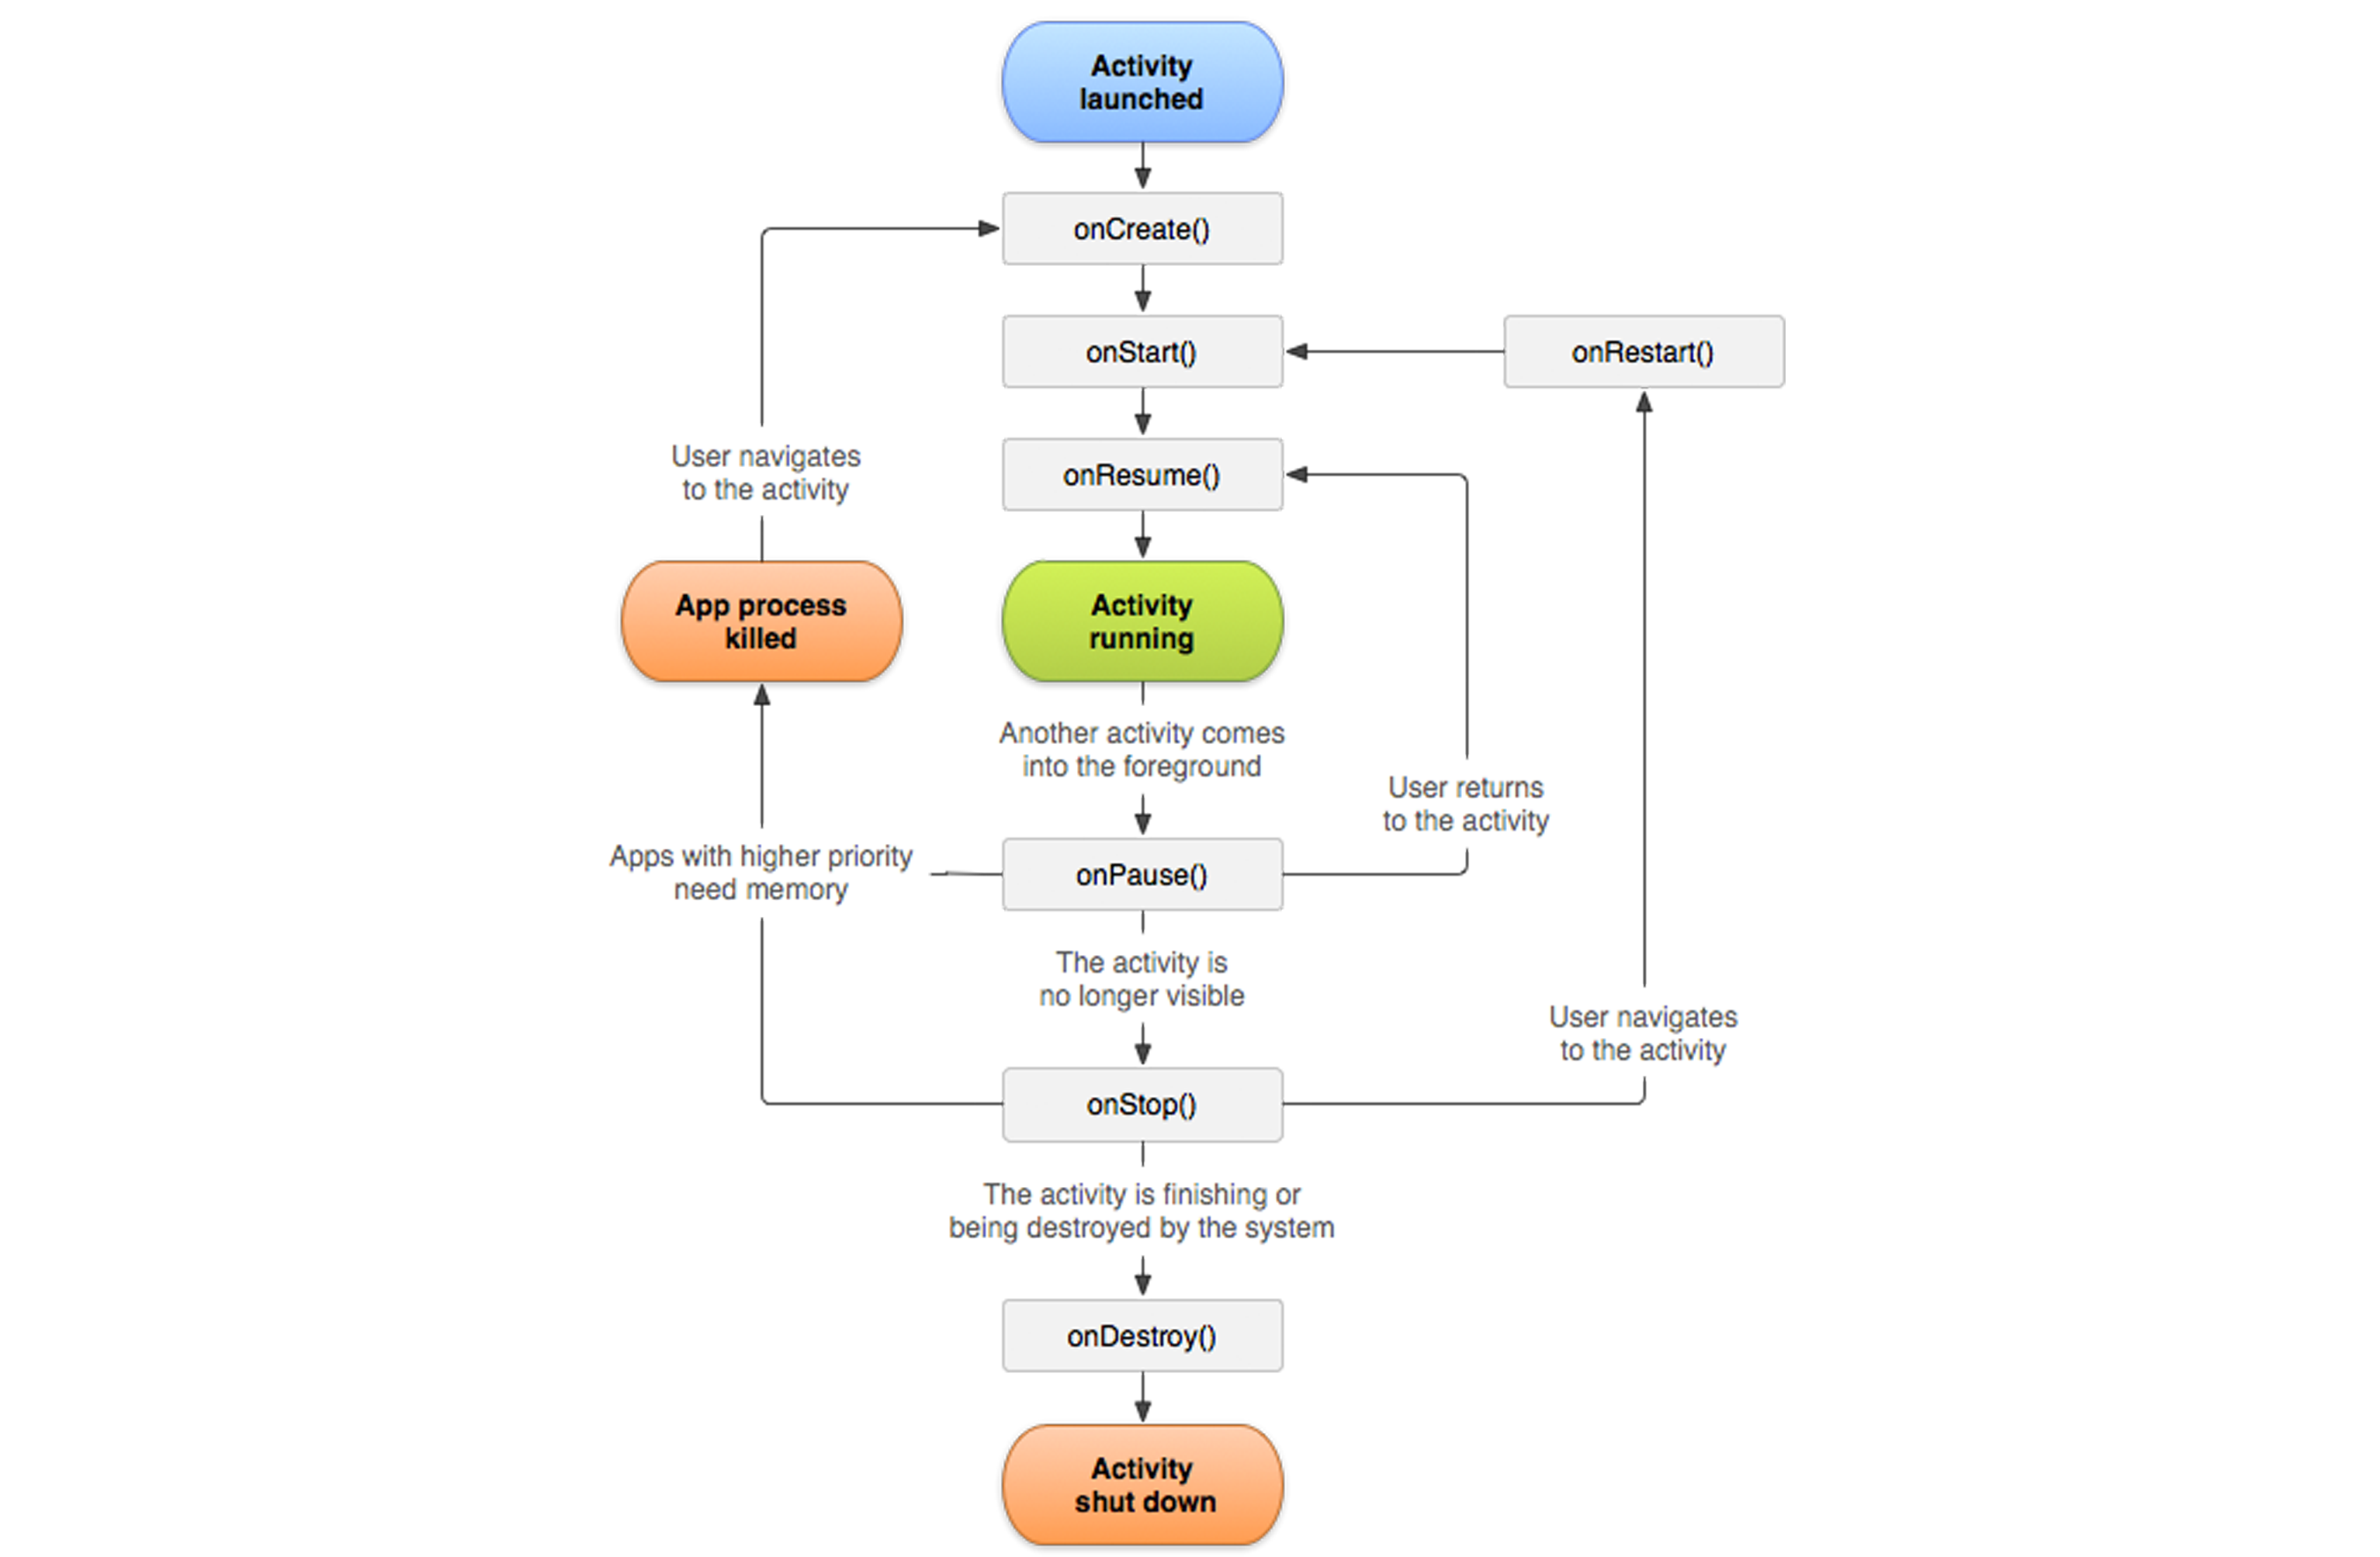 Activity
launched
onCreate()
onStart()
onRestart()
User navigates
to the activity
onResume()
App process
killed
Activity
running
Another activity comes
into the foreground
User returns
to the activity
Apps with higher priority
need memory
onPause()
The activity is
no longer visible
User navigates
to the activity
onStop()
The activity is finishing or
being destroyed by the system
onDestroy()
Activity
shut down